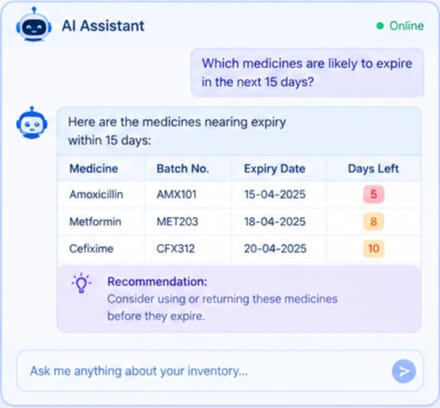 AI Assistant
Online
Which medicines are likely to expire
in the next 15 days?
Here are the medicines nearing expiry
within 15 days:
Medicine Batch No. Expiry Date Days Left
Amoxicillin AMX101 15-04-2025 5
Metformin MET203 18-04-2025 8
Cefixime CFX312 20-04-2025 10
Recommendation:
Consider using or returning these medicines
before they expire.
Ask me anything about your inventory...